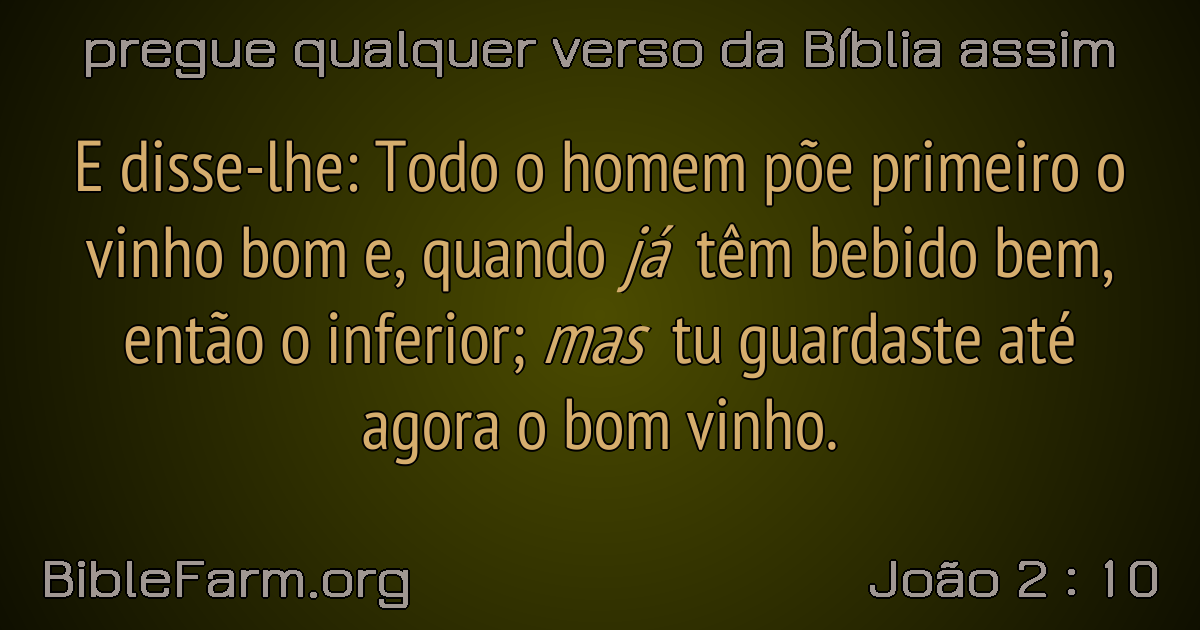 pregue qualquer verso da Bíblia assim
E disse-lhe: Todo o homem põe primeiro o
vinho bom e, quando já têm bebido bem,
então o inferior; mas tu guardaste até
agora o bom vinho.
BibleFarm.org
João 2 : 10